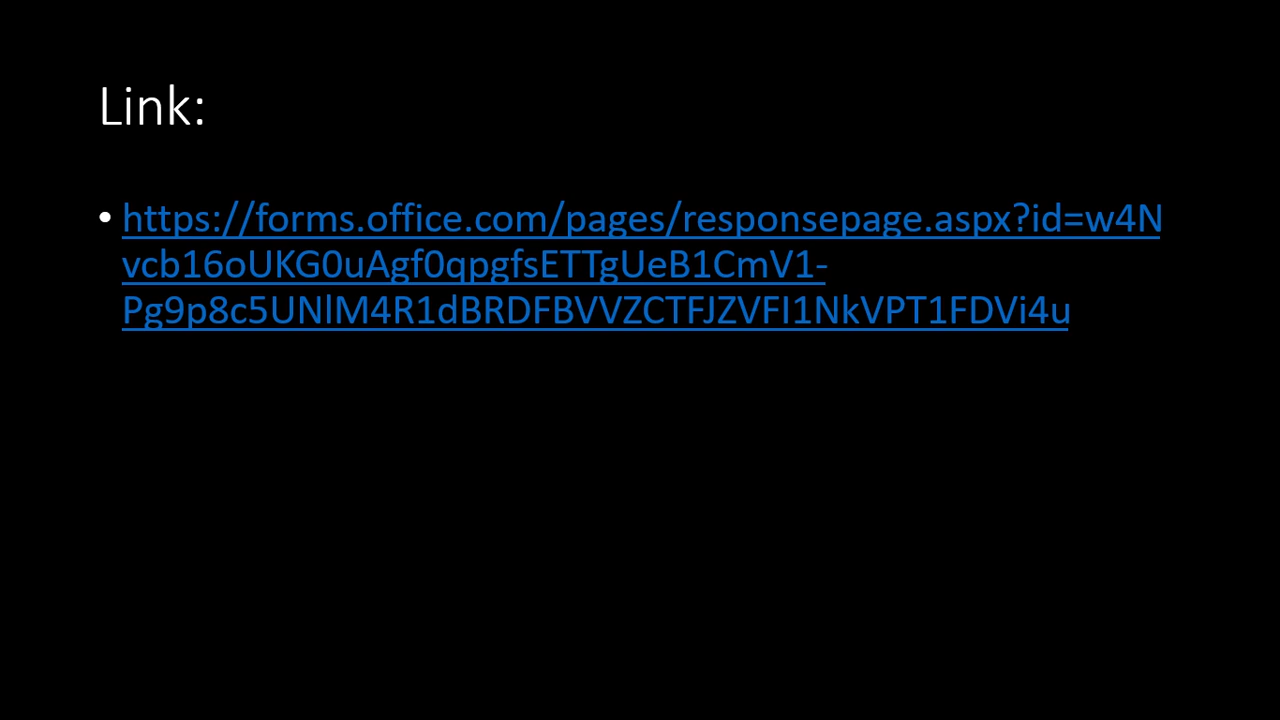 Link:
• https://forms.office.com/pages/responsepage.aspx?id=w4N
vcb16oUKG0uAgf0qpgfsETTgUeB1CmV1-
Pg9p8c5UNlM4R1dBRDFBVVZCTFJZVFI1NkVPT1FDVi4u